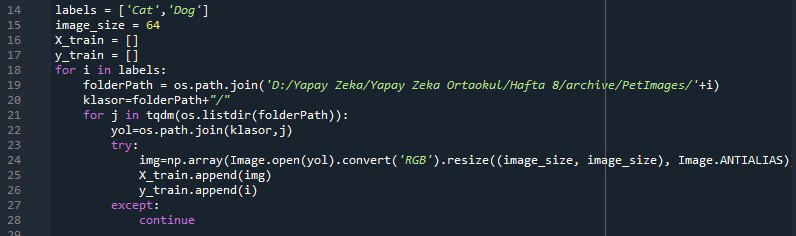 14 labels = ['Cat','Dog']
15 image_size = 64
16 X_train = []
17 y_train = []
18 for i in labels:
19     folderPath = os.path.join('D:/Yapay Zeka/Yapay Zeka Ortaokul/Hafta 8/archive/PetImages/'+i)
20     klasor=folderPath+"/"
21     for j in tqdm(os.listdir(folderPath)):
22         yol=os.path.join(klasor,j)
23         try:
24             img=np.array(Image.open(yol).convert('RGB').resize((image_size, image_size), Image.ANTIALIAS)
25             X_train.append(img)
26             y_train.append(i)
27         except:
28             continue
29